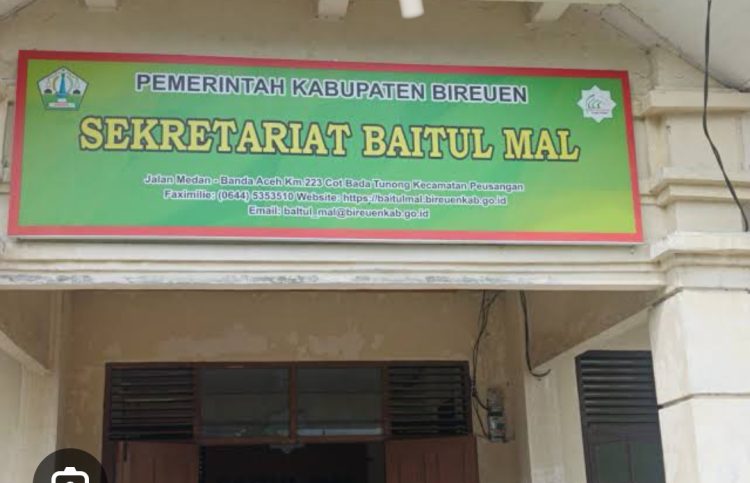 PEMERINTAH KABUPATEN BIREUEN
SEKRETARIAT BAITUL MAL
Jalan Medan - Banda Aceh Km.223 Cot Bada Tunong Kecamatan Peusangan
Faximilie: (0644) 5353510 Website: https://baitulmal.bireuenkab.go.id
Email: baitul_mal@bireuenkab.go.id